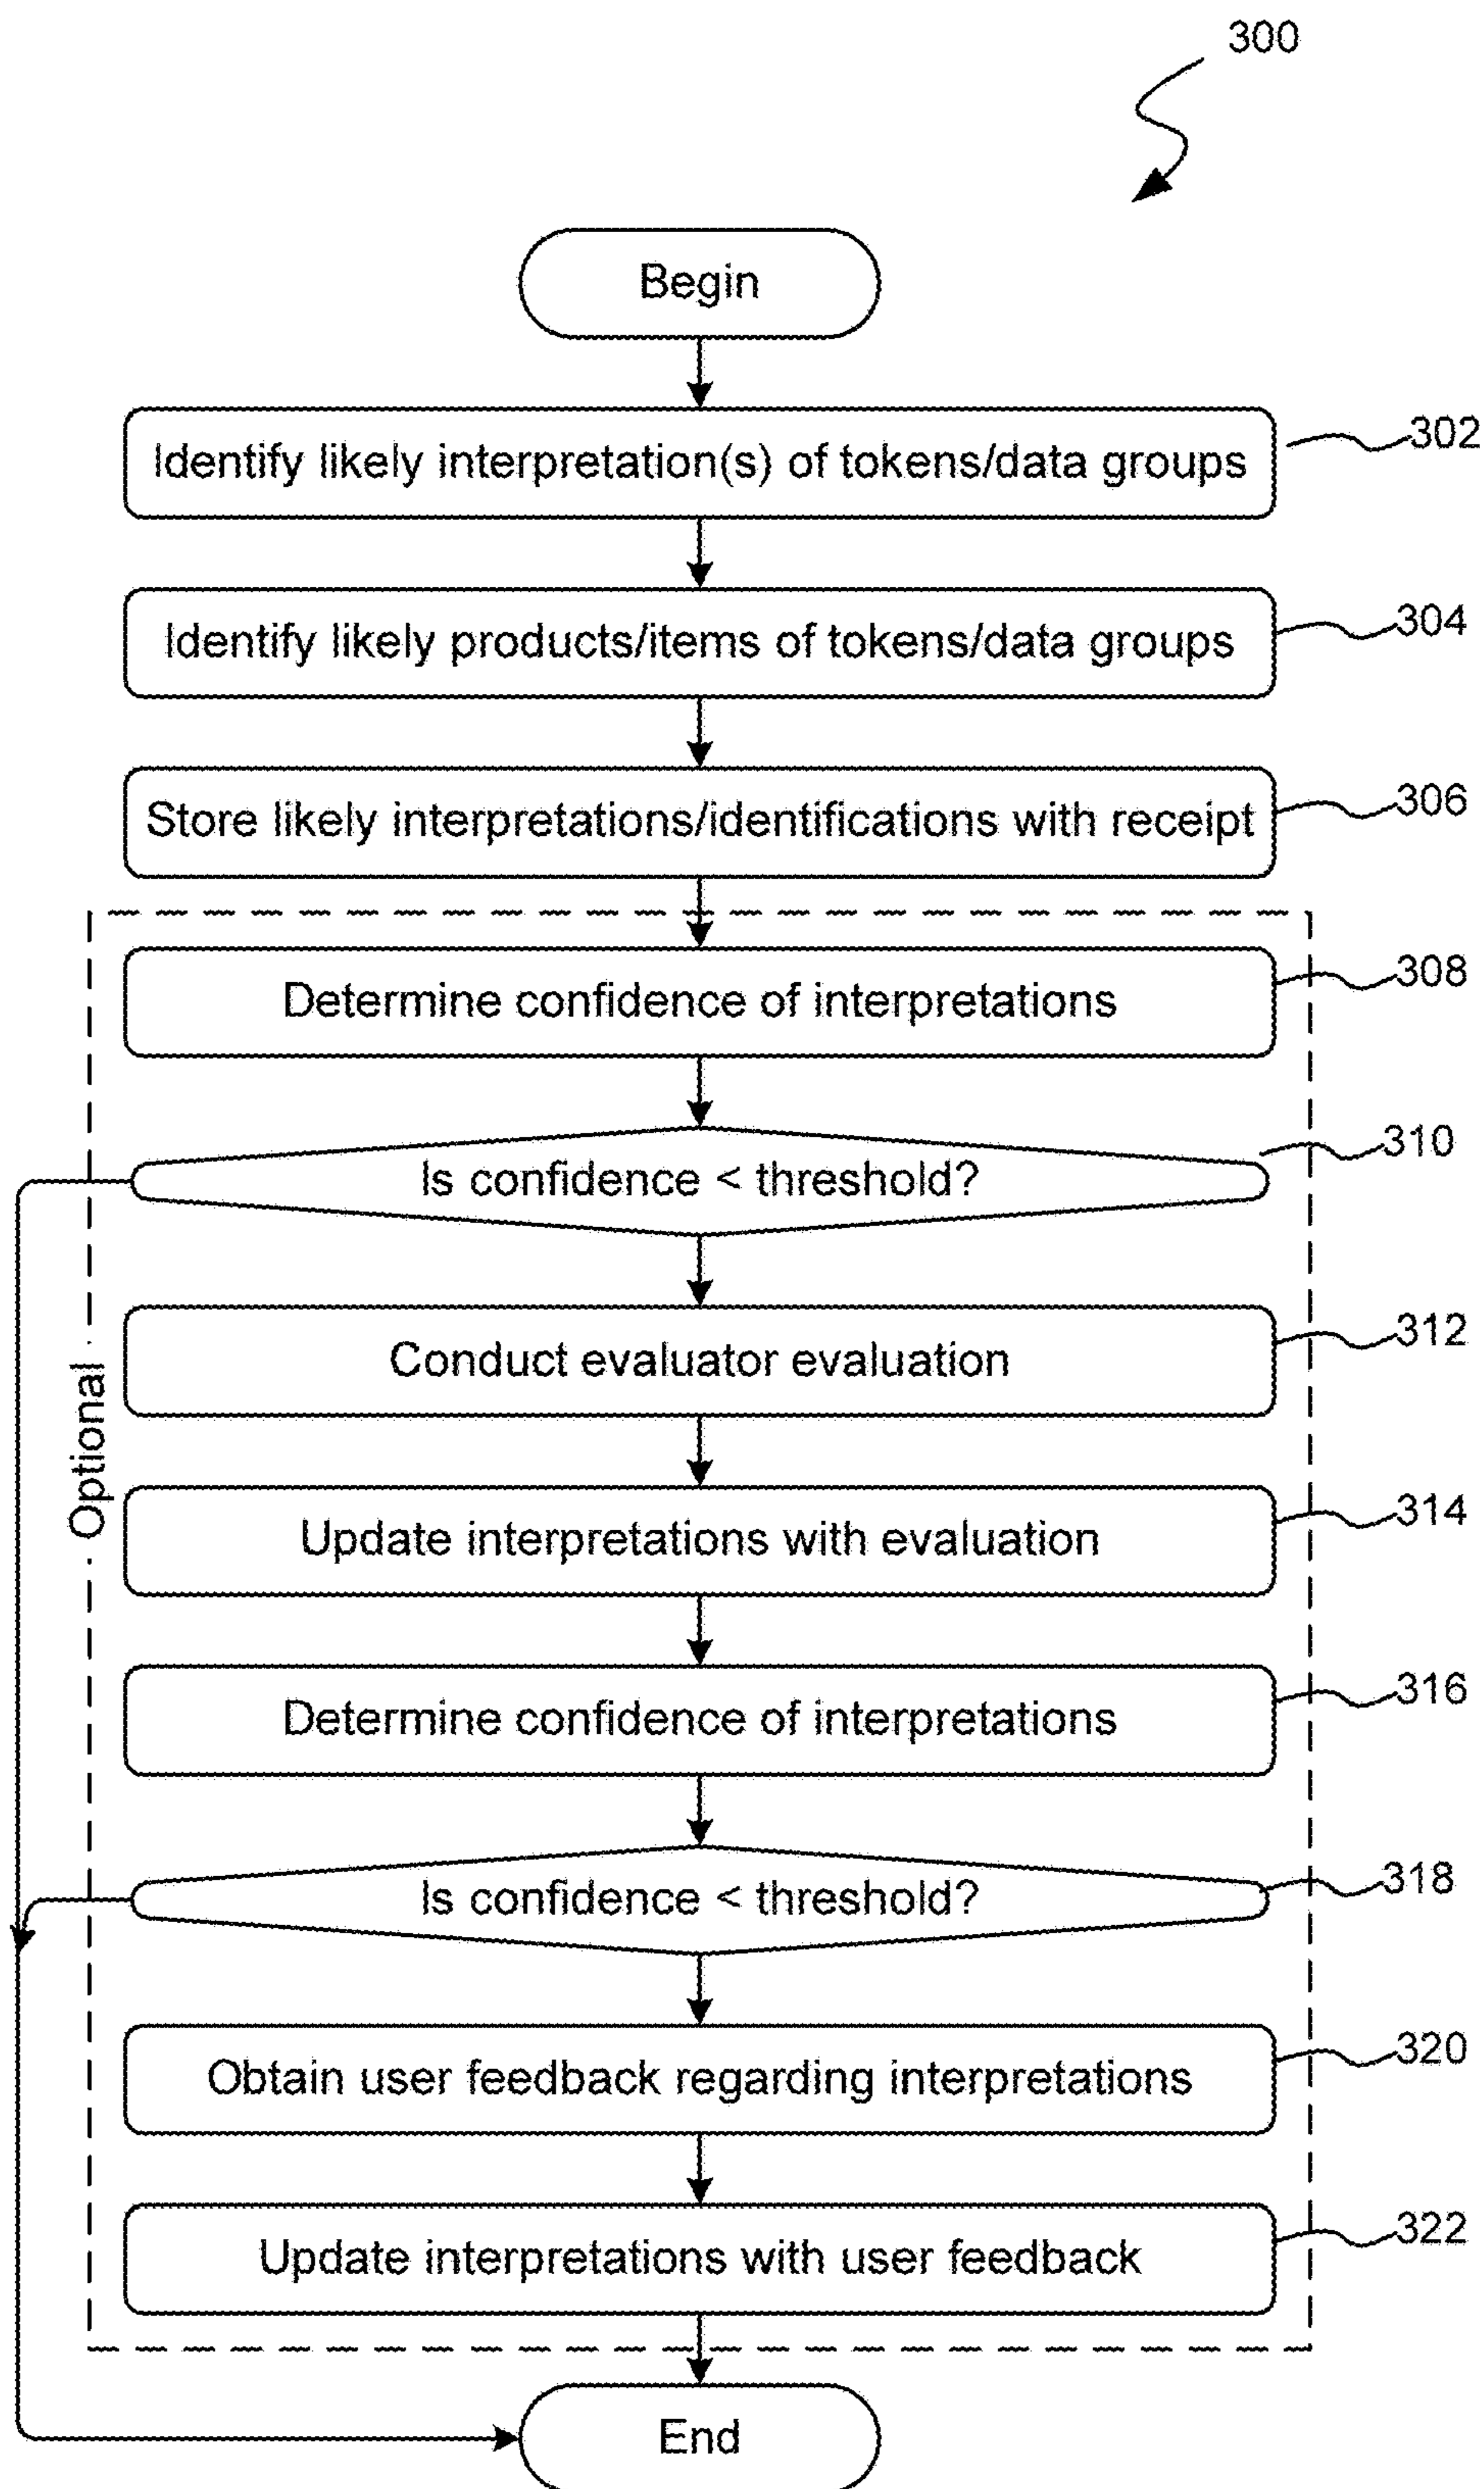 300
Begin
Identify likely interpretation(s) of tokens/data groups
302
Identify likely products/items of tokens/data groups
304
Store likely interpretations/identifications with receipt
306
Determine confidence of interpretations
308
Is confidence < threshold?
310
Conduct evaluator evaluation
312
Optional
Update interpretations with evaluation
314
Determine confidence of interpretations
316
Is confidence < threshold?
318
Obtain user feedback regarding interpretations
320
Update interpretations with user feedback
322
End